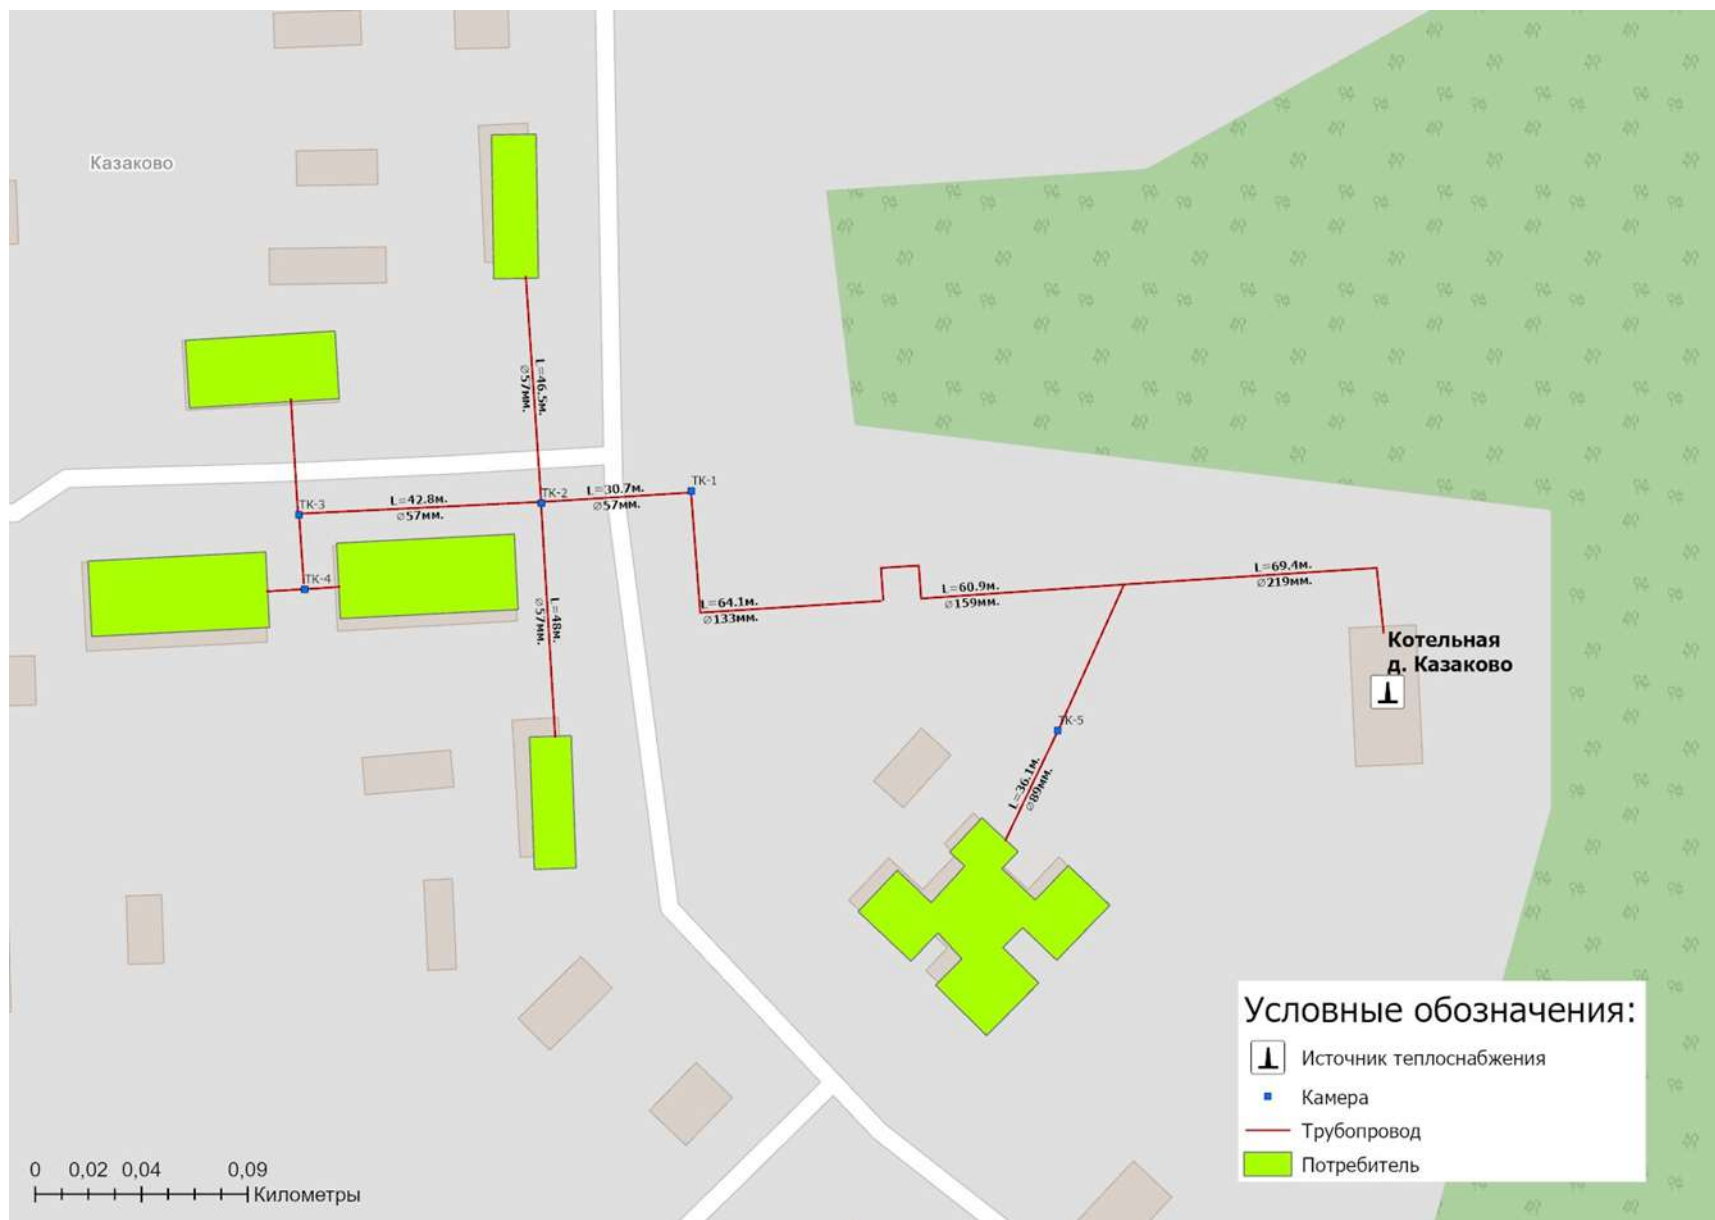 Казаково
L=46.5м.
∅57мм.
ТК-1
ТК-2
L=30.7м.
∅57мм.
L=42.8м.
∅57мм.
ТК-3
ТК-4
L=48м.
∅57мм.
L=64.1м.
∅133мм.
L=60.9м.
∅159мм.
L=69.4м.
∅219мм.
Котельная
д. Казаково
ТК-5
L=36.1м.
∅89мм.
Условные обозначения:
Источник теплоснабжения
Камера
Трубопровод
Потребитель
0 0,02 0,04 0,09
Километры